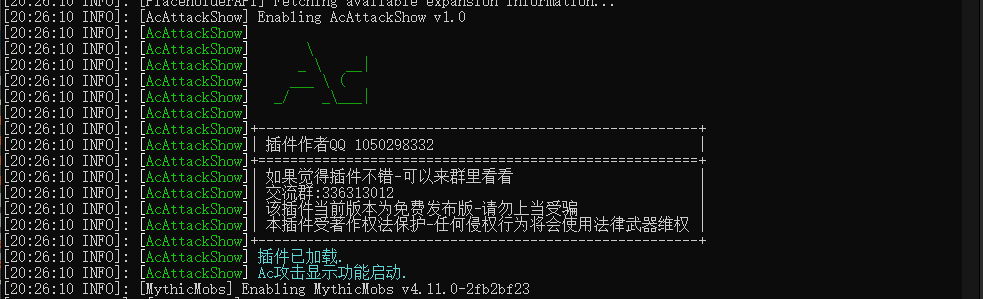 [20:26:10 INFO]: [PlaceholderAPI] Fetching available expansion information...
[20:26:10 INFO]: [AcAttackShow] Enabling AcAttackShow v1.0
[20:26:10 INFO]: [AcAttackShow]
[20:26:10 INFO]: [AcAttackShow]        \
[20:26:10 INFO]: [AcAttackShow]       _ \    __|
[20:26:10 INFO]: [AcAttackShow]      ___ \  (
[20:26:10 INFO]: [AcAttackShow]    _/    _\___|
[20:26:10 INFO]: [AcAttackShow]
[20:26:10 INFO]: [AcAttackShow]+-------------------------------------------------------+
[20:26:10 INFO]: [AcAttackShow]| 插件作者QQ 1050298332 |
[20:26:10 INFO]: [AcAttackShow]+=======================================================+
[20:26:10 INFO]: [AcAttackShow]| 如果觉得插件不错-可以来群里看看 |
[20:26:10 INFO]: [AcAttackShow]| 交流群:336313012 |
[20:26:10 INFO]: [AcAttackShow]| 该插件当前版本为免费发布版-请勿上当受骗 |
[20:26:10 INFO]: [AcAttackShow]| 本插件受著作权法保护-任何侵权行为将会使用法律武器维权 |
[20:26:10 INFO]: [AcAttackShow]+-------------------------------------------------------+
[20:26:10 INFO]: [AcAttackShow] 插件已加载.
[20:26:10 INFO]: [AcAttackShow] Ac攻击显示功能启动.
[20:26:10 INFO]: [MythicMobs] Enabling MythicMobs v4.11.0-2fb2bf23